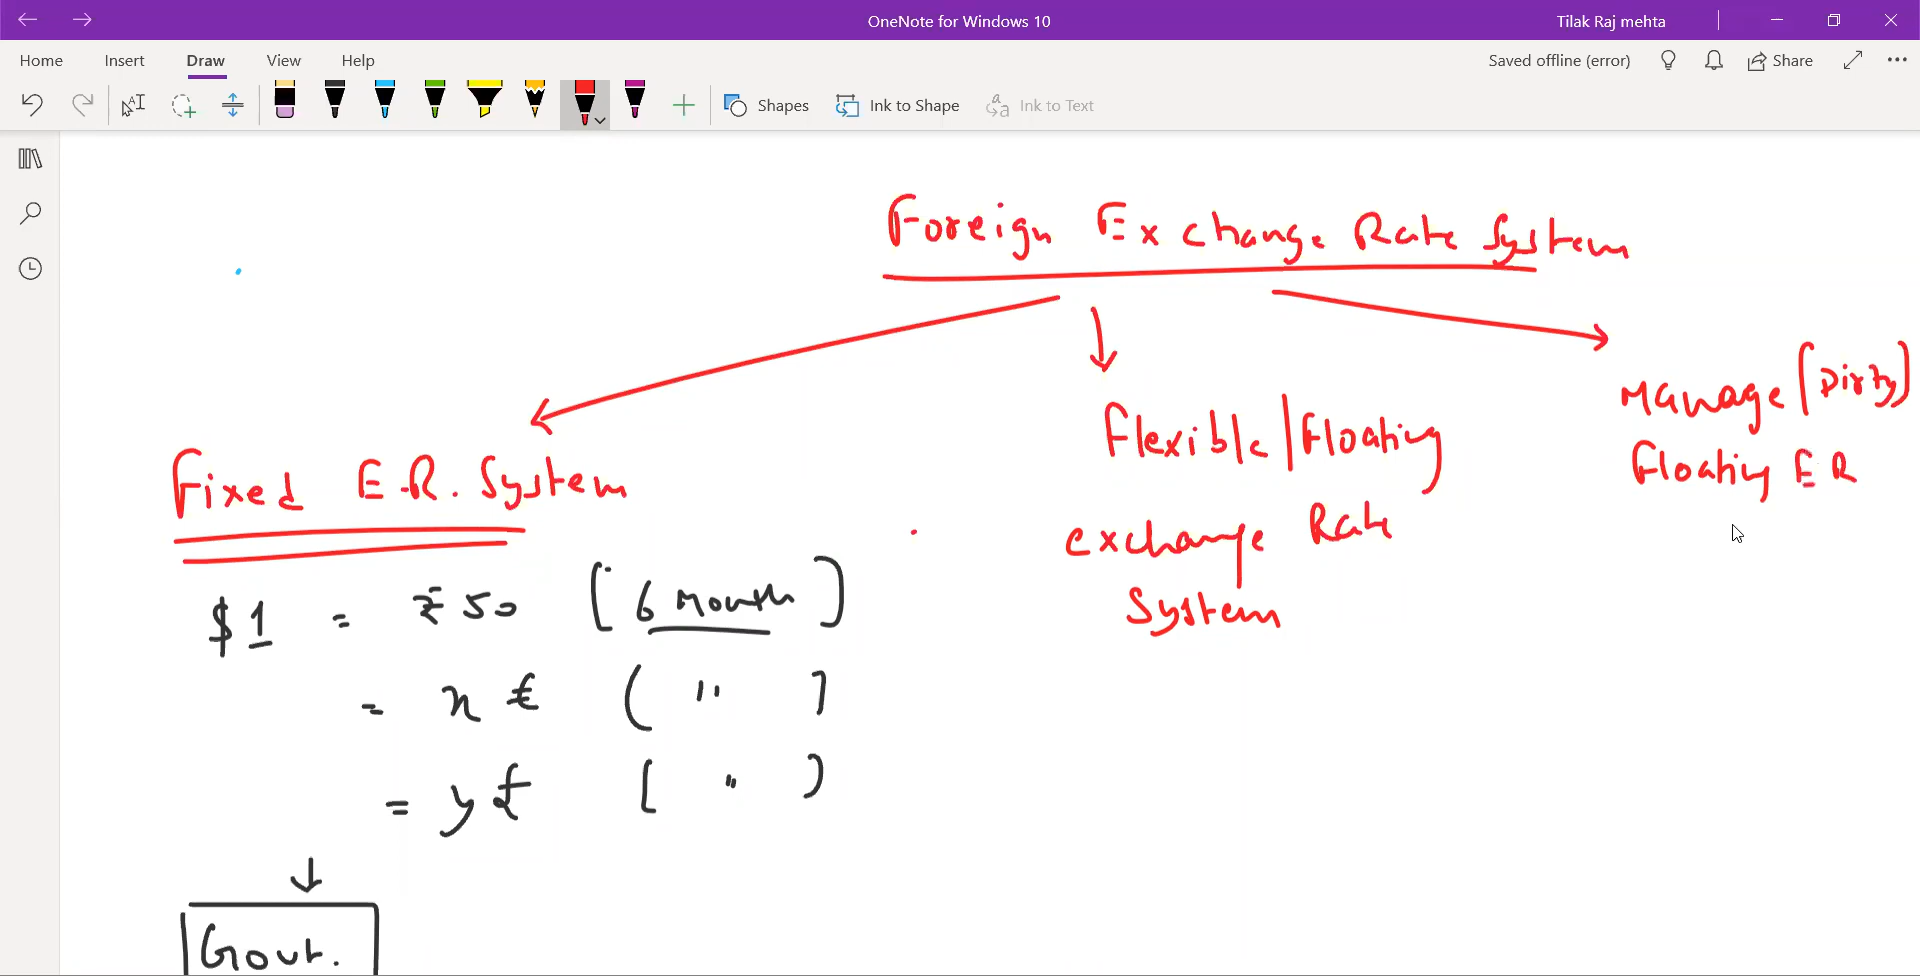 OneNote for Windows 10
Tilak Raj mehta
Home Insert Draw View Help
Saved offline (error) Share
Shapes Ink to Shape Ink to Text
Foreign Exchange Rate System
Manage (Dirty)
Floating ER
Flexible/Floating
exchange Rate
System
Fixed E.R. System
$1 = ₹50 [6 Month]
= x € ( " ]
= y £ [ " )
Govt.